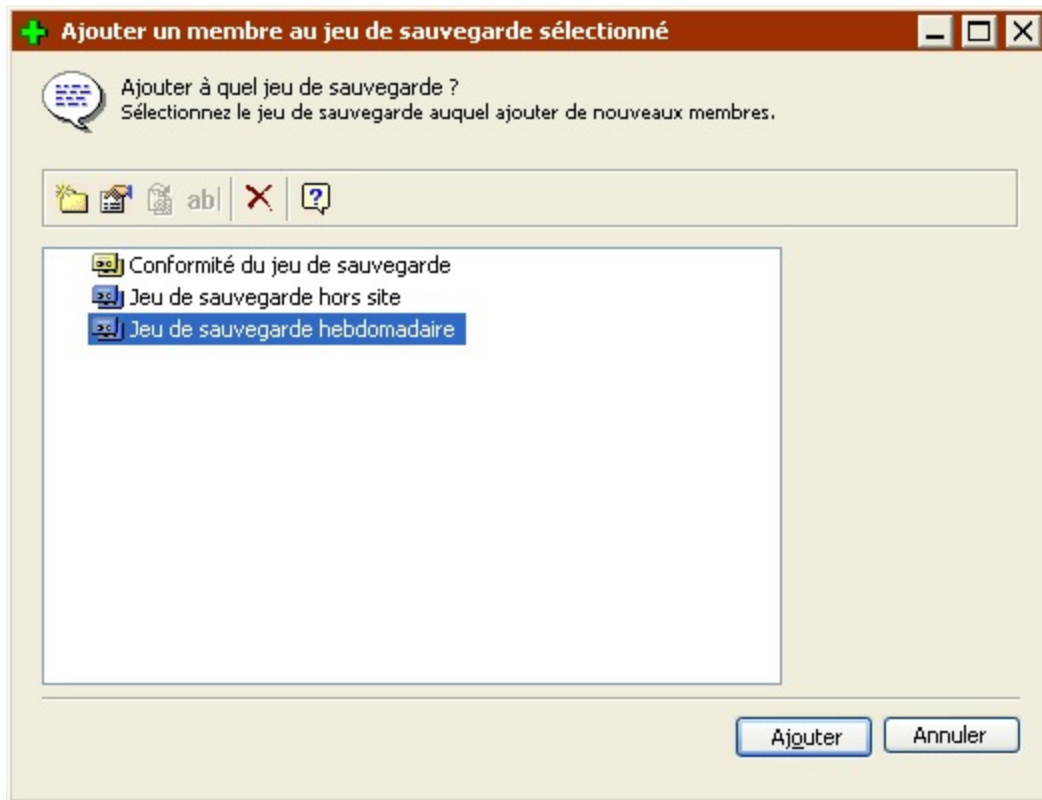 Ajouter un membre au jeu de sauvegarde sélectionné
Ajouter à quel jeu de sauvegarde ?
Sélectionnez le jeu de sauvegarde auquel ajouter de nouveaux membres.
ab|
Conformité du jeu de sauvegarde
Jeu de sauvegarde hors site
Jeu de sauvegarde hebdomadaire
Ajouter Annuler